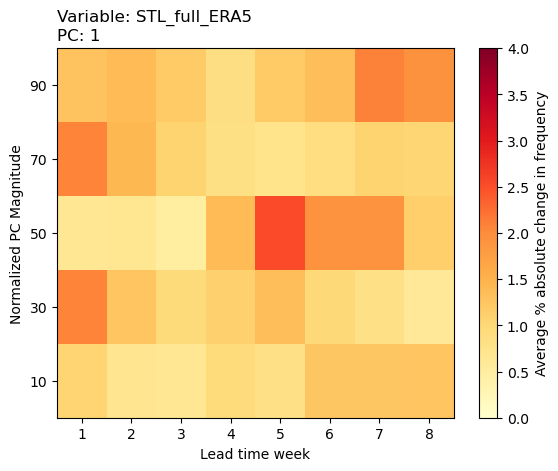 Variable: STL_full_ERA5
PC: 1
Normalized PC Magnitude
90
70
50
30
10
1 2 3 4 5 6 7 8
Lead time week
4.0
3.5
3.0
2.5
2.0
1.5
1.0
0.5
0.0
Average % absolute change in frequency